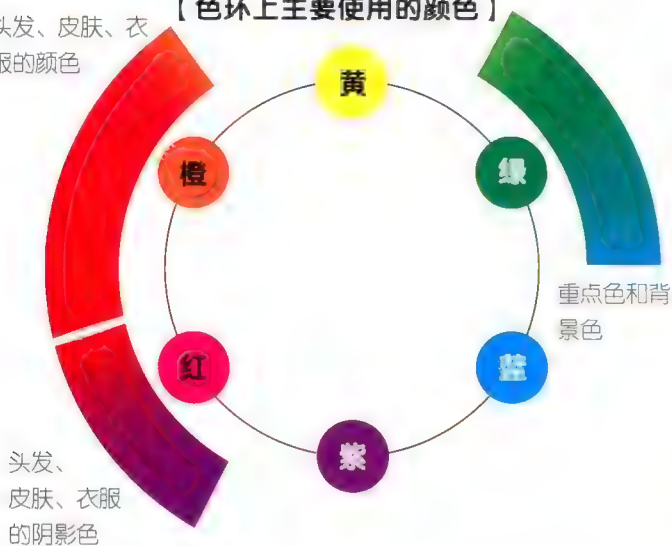 【色环上主要使用的颜色】
头发、皮肤、衣
服的颜色
黄
橙
绿
重点色和背
景色
红
蓝
紫
头发、
皮肤、衣服
的阴影色